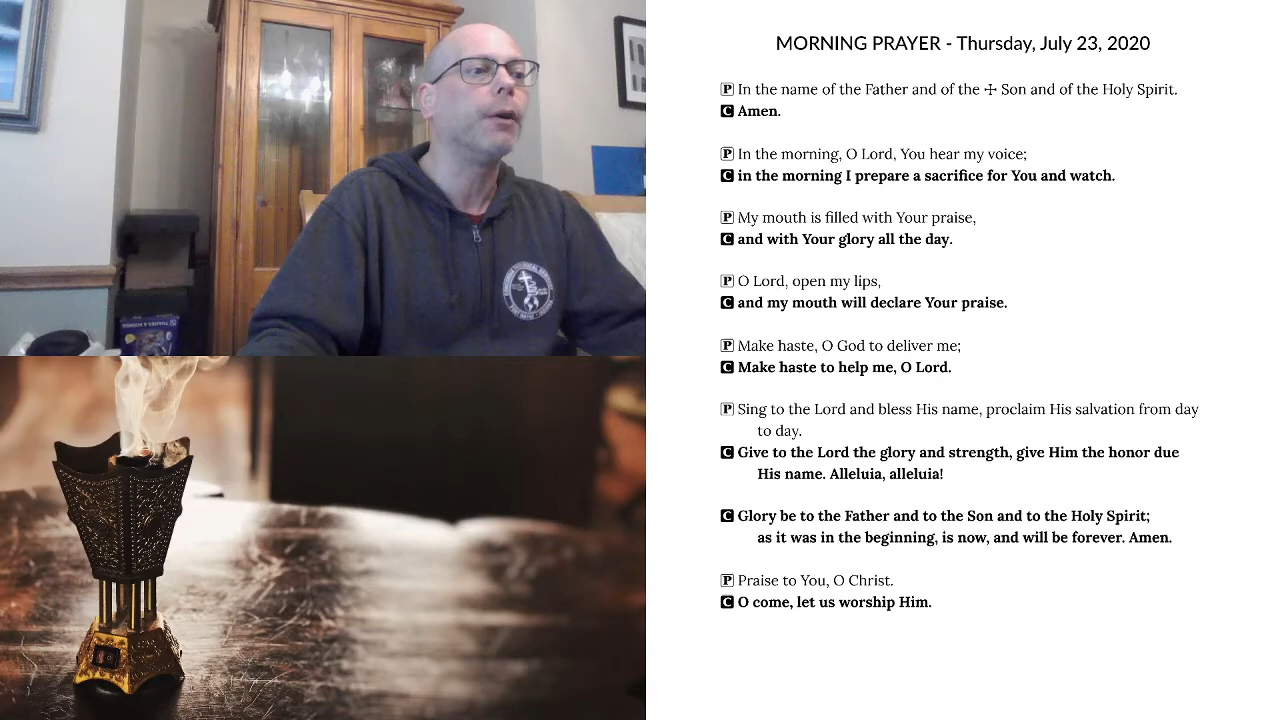 MORNING PRAYER - Thursday, July 23, 2020
P In the name of the Father and of the ☩ Son and of the Holy Spirit.
C Amen.
P In the morning, O Lord, You hear my voice;
C in the morning I prepare a sacrifice for You and watch.
P My mouth is filled with Your praise,
C and with Your glory all the day.
P O Lord, open my lips,
C and my mouth will declare Your praise.
P Make haste, O God to deliver me;
C Make haste to help me, O Lord.
P Sing to the Lord and bless His name, proclaim His salvation from day
to day.
C Give to the Lord the glory and strength, give Him the honor due
His name. Alleluia, alleluia!
C Glory be to the Father and to the Son and to the Holy Spirit;
as it was in the beginning, is now, and will be forever. Amen.
P Praise to You, O Christ.
C O come, let us worship Him.